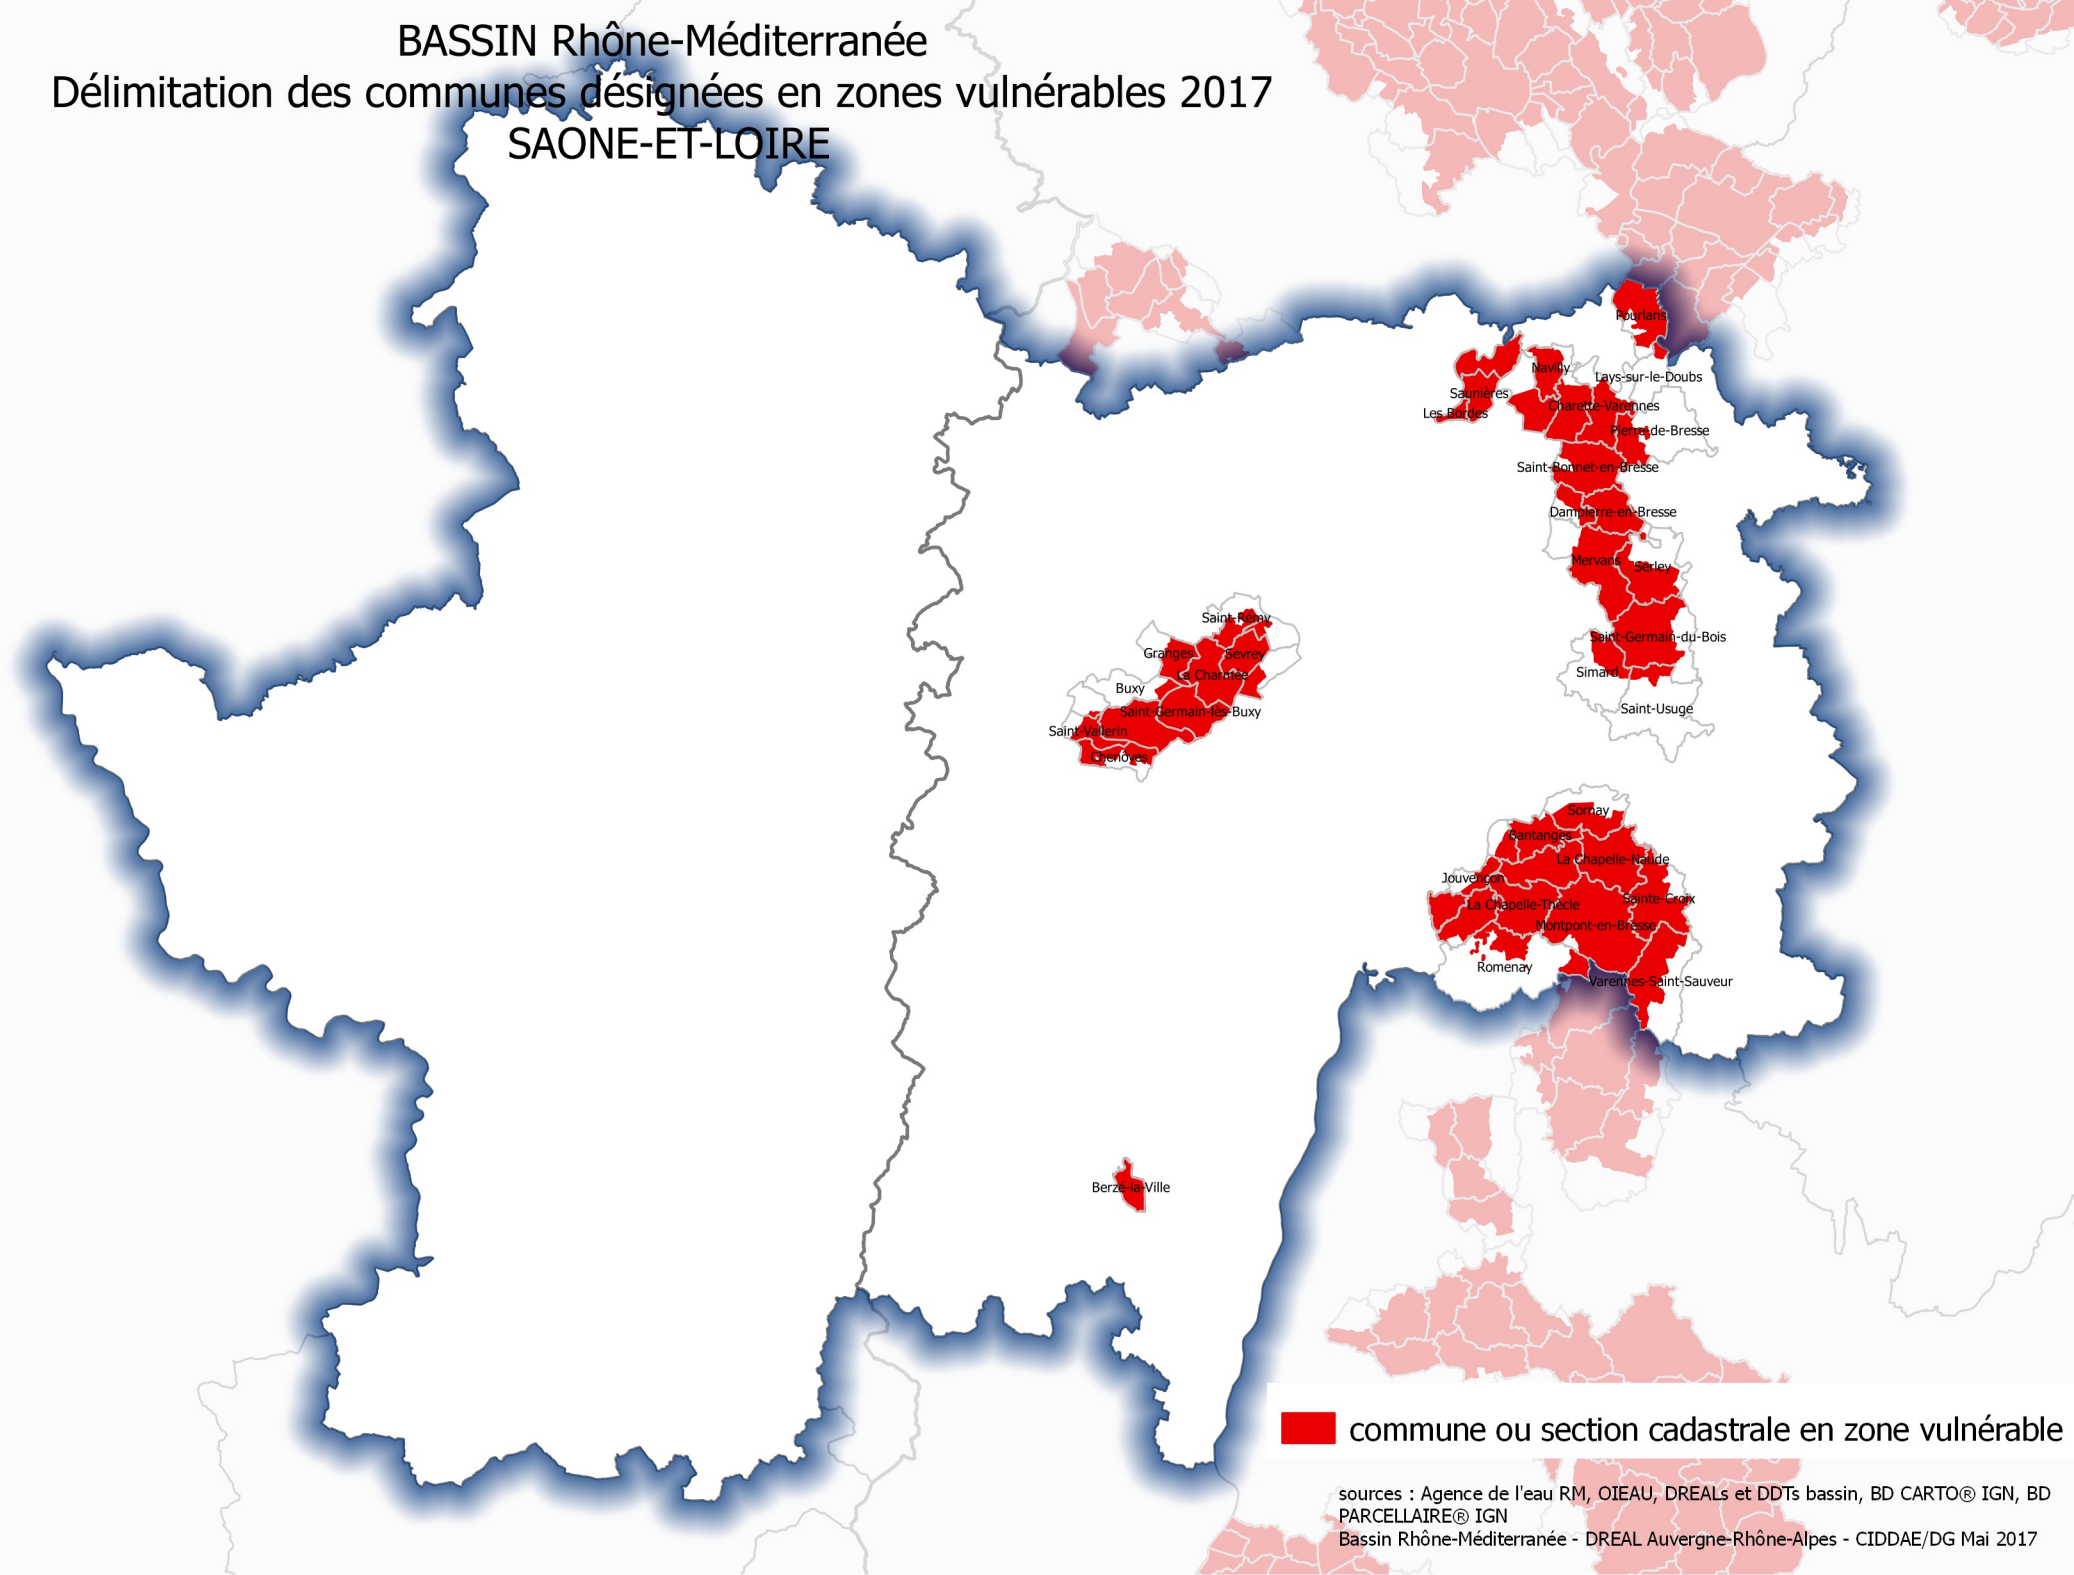 BASSIN Rhône-Méditerranée
Délimitation des communes désignées en zones vulnérables 2017
SAONE-ET-LOIRE
Pourlans
Navilly
Lays-sur-le-Doubs
Saunières
Charette-Varennes
Les Bordes
Pierre-de-Bresse
Saint-Bonnet-en-Bresse
Dampierre-en-Bresse
Mervans
Serley
Saint-Germain-du-Bois
Simard
Saint-Usuge
Saint-Rémy
Granges
Sevrey
La Charmée
Buxy
Saint-Germain-lès-Buxy
Saint-Vallerin
Chenôves
Sornay
Bantanges
La Chapelle-Naude
Jouvençon
Sainte-Croix
La Chapelle-Thècle
Montpont-en-Bresse
Romenay
Varennes-Saint-Sauveur
Berzé-la-Ville
commune ou section cadastrale en zone vulnérable
sources : Agence de l'eau RM, OIEAU, DREALs et DDTs bassin, BD CARTO® IGN, BD
PARCELLAIRE® IGN
Bassin Rhône-Méditerranée - DREAL Auvergne-Rhône-Alpes - CIDDAE/DG Mai 2017